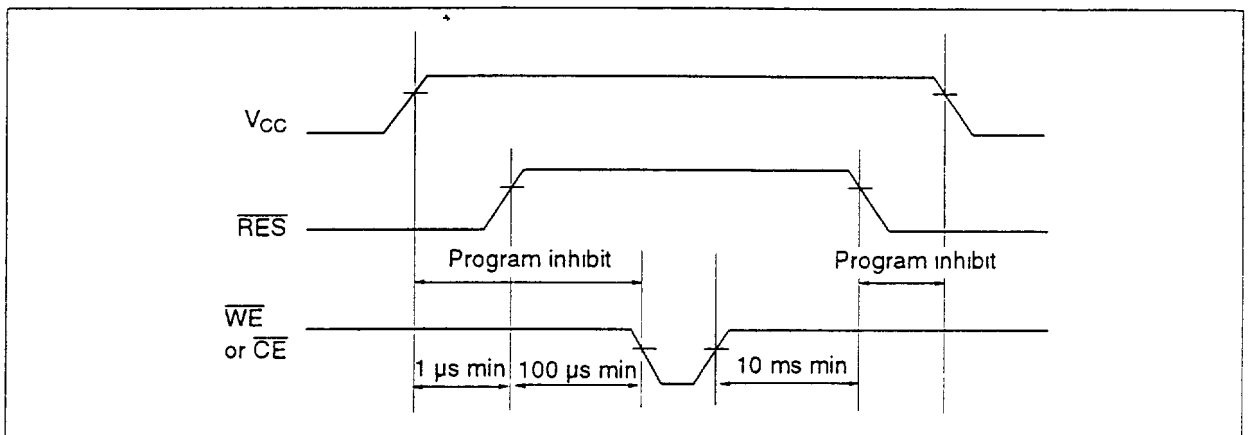 VCC
RES
Program inhibit
Program inhibit
WE
or CE
1 µs min
100 µs min
10 ms min